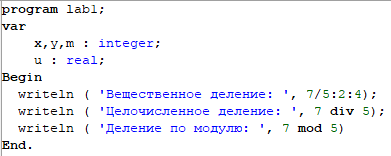 program lab1;
var
x,y,m : integer;
u : real;
Begin
writeln ( 'Вещественное деление: ', 7/5:2:4);
writeln ( 'Целочисленное деление: ', 7 div 5);
writeln ( 'Деление по модулю: ', 7 mod 5)
End.